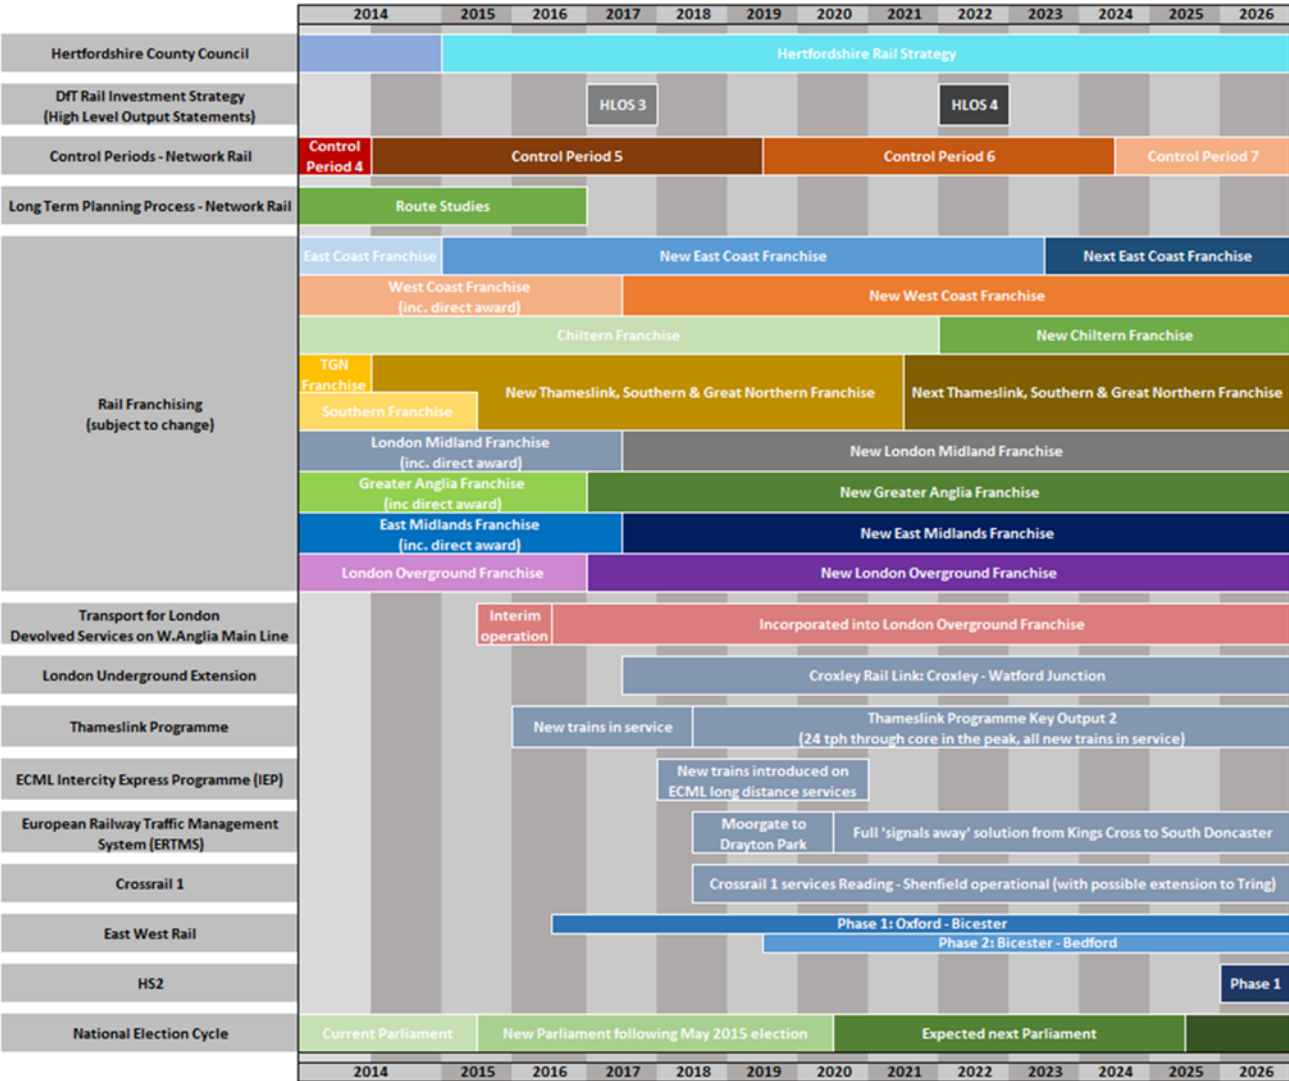 2014 2015 2016 2017 2018 2019 2020 2021 2022 2023 2024 2025 2026
Hertfordshire County Council
Hertfordshire Rail Strategy
DfT Rail Investment Strategy
(High Level Output Statements)
HLOS 3
HLOS 4
Control Periods - Network Rail
Control
Period 4
Control Period 5
Control Period 6
Control Period 7
Long Term Planning Process - Network Rail
Route Studies
Rail Franchising
(subject to change)
East Coast Franchise
New East Coast Franchise
Next East Coast Franchise
West Coast Franchise
(inc. direct award)
New West Coast Franchise
Chiltern Franchise
New Chiltern Franchise
TGN
Franchise
Southern Franchise
New Thameslink, Southern & Great Northern Franchise
Next Thameslink, Southern & Great Northern Franchise
London Midland Franchise
(inc. direct award)
New London Midland Franchise
Greater Anglia Franchise
(inc direct award)
New Greater Anglia Franchise
East Midlands Franchise
(inc. direct award)
New East Midlands Franchise
London Overground Franchise
New London Overground Franchise
Transport for London
Devolved Services on W.Anglia Main Line
Interim
operation
Incorporated into London Overground Franchise
London Underground Extension
Croxley Rail Link: Croxley - Watford Junction
Thameslink Programme
New trains in service
Thameslink Programme Key Output 2
(24 tph through core in the peak, all new trains in service)
ECML Intercity Express Programme (IEP)
New trains introduced on
ECML long distance services
European Railway Traffic Management
System (ERTMS)
Moorgate to
Drayton Park
Full 'signals away' solution from Kings Cross to South Doncaster
Crossrail 1
Crossrail 1 services Reading - Shenfield operational (with possible extension to Tring)
East West Rail
Phase 1: Oxford - Bicester
Phase 2: Bicester - Bedford
HS2
Phase 1
National Election Cycle
Current Parliament
New Parliament following May 2015 election
Expected next Parliament
2014 2015 2016 2017 2018 2019 2020 2021 2022 2023 2024 2025 2026